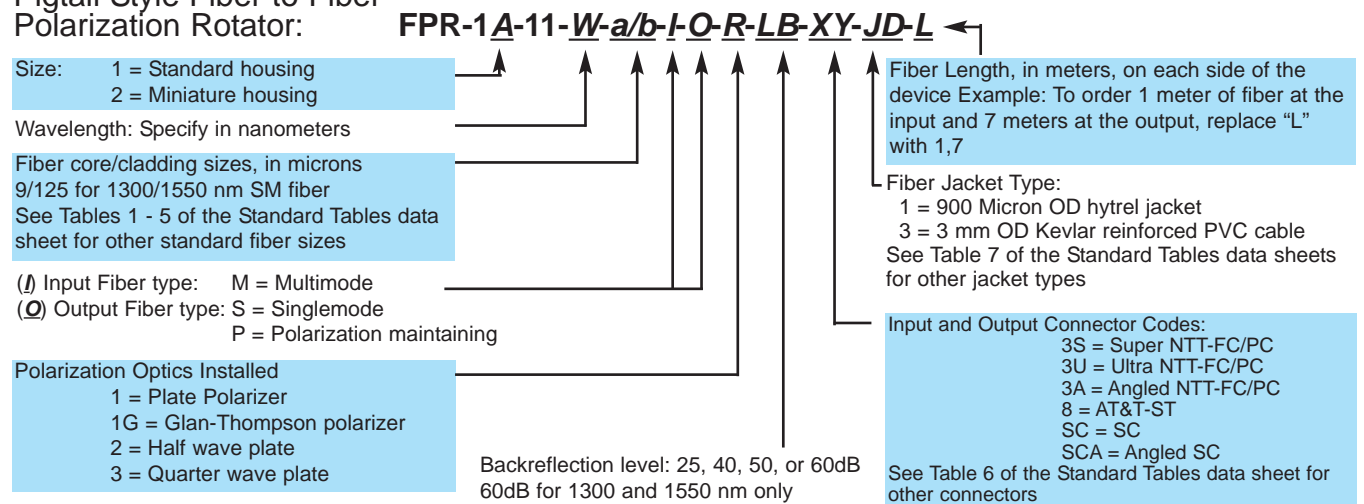 Polarization Rotator:
FPR-1A-11-W-a/b-I-O-R-LB-XY-JD-L
Size: 1 = Standard housing
2 = Miniature housing
Wavelength: Specify in nanometers
Fiber core/cladding sizes, in microns
9/125 for 1300/1550 nm SM fiber
See Tables 1 - 5 of the Standard Tables data
sheet for other standard fiber sizes
(I) Input Fiber type: M = Multimode
(O) Output Fiber type: S = Singlemode
P = Polarization maintaining
Polarization Optics Installed
1 = Plate Polarizer
1G = Glan-Thompson polarizer
2 = Half wave plate
3 = Quarter wave plate
Backreflection level: 25, 40, 50, or 60dB
60dB for 1300 and 1550 nm only
Fiber Length, in meters, on each side of the
device Example: To order 1 meter of fiber at the
input and 7 meters at the output, replace “L”
with 1,7
Fiber Jacket Type:
1 = 900 Micron OD hytrel jacket
3 = 3 mm OD Kevlar reinforced PVC cable
See Table 7 of the Standard Tables data sheets
for other jacket types
Input and Output Connector Codes:
3S = Super NTT-FC/PC
3U = Ultra NTT-FC/PC
3A = Angled NTT-FC/PC
8 = AT&T-ST
SC = SC
SCA = Angled SC
See Table 6 of the Standard Tables data sheet for
other connectors